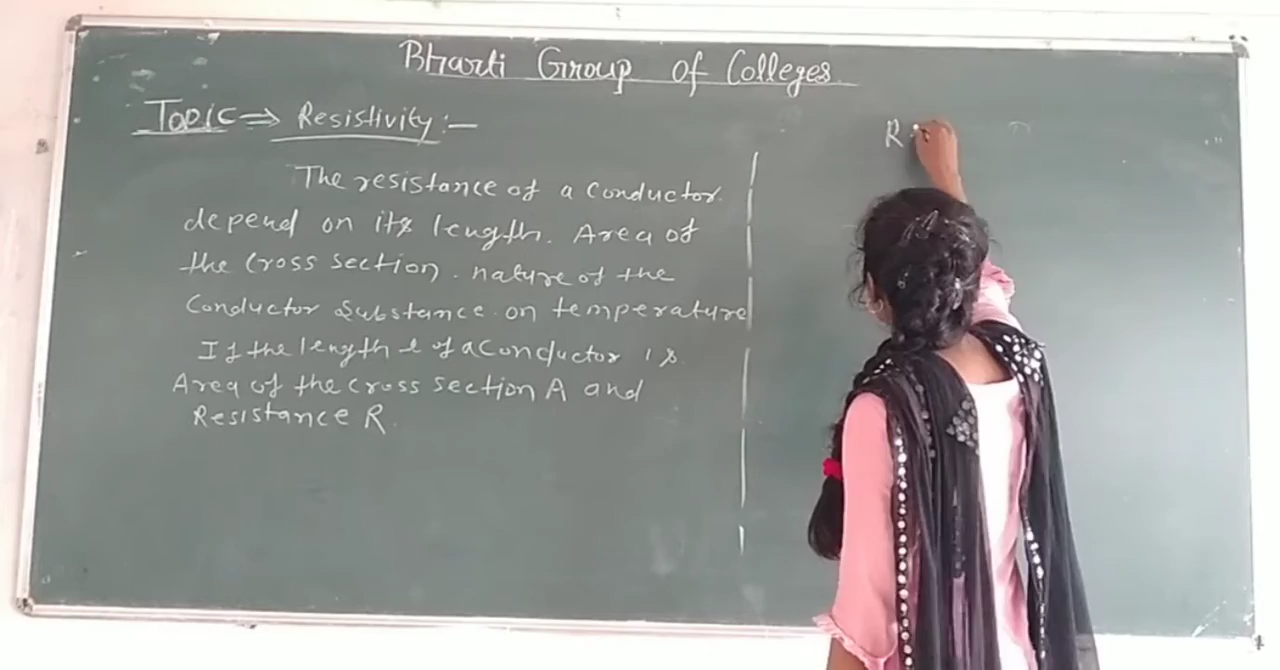 Bharti Group of Colleges
Topic ⇒ Resistivity :-
The resistance of a conductor
depend on its length. Area of
the cross section. nature of the
conductor substance. on temperature
If the length l of a conductor is
Area of the cross section A and
Resistance R.
R